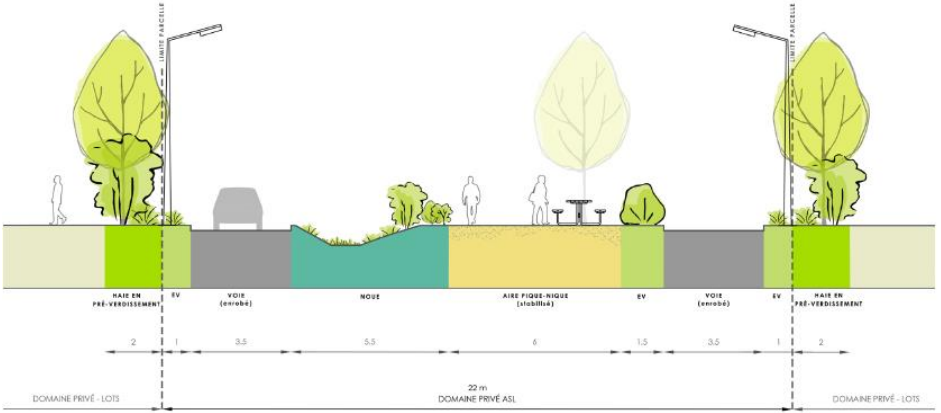 LIMITE PARCELLE
LIMITE PARCELLE
HAIE EN
PRÉ-VERDISSEMENT
EV
VOIE
(enrobé)
NOUE
AIRE PIQUE-NIQUE
(stabilisé)
EV
VOIE
(enrobé)
EV
HAIE EN
PRÉ-VERDISSEMENT
2
1
3.5
5.5
6
1.5
3.5
1
2
DOMAINE PRIVÉ - LOTS
22 m
DOMAINE PRIVÉ ASL
DOMAINE PRIVÉ - LOTS